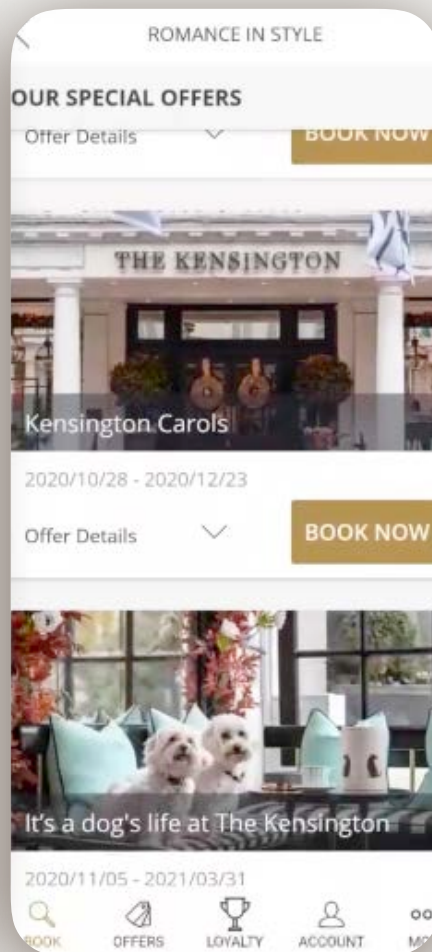 ROMANCE IN STYLE
OUR SPECIAL OFFERS
Offer Details
BOOK NOW
THE KENSINGTON
Kensington Carols
2020/10/28 - 2020/12/23
Offer Details
BOOK NOW
It's a dog's life at The Kensington
2020/11/05 - 2021/03/31
BOOK
OFFERS
LOYALTY
ACCOUNT